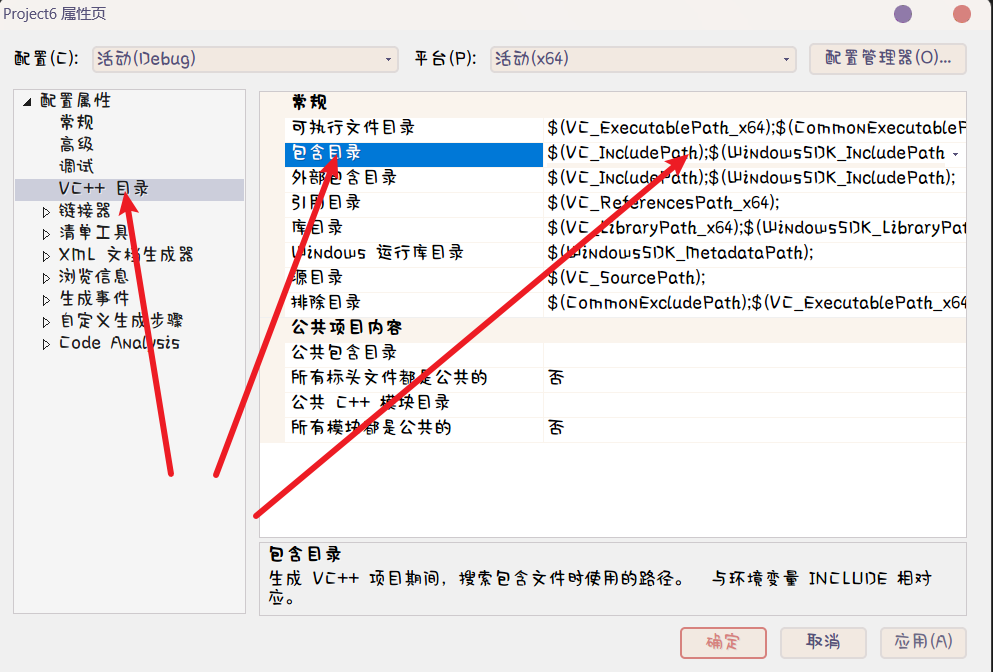 Project6 属性页
配置(C): 活动(Debug) 平台(P): 活动(x64) 配置管理器(O)...
配置属性
常规
高级
调试
VC++ 目录
链接器
清单工具
XML 文档生成器
浏览信息
生成事件
自定义生成步骤
Code Analysis
常规
可执行文件目录 $(VC_ExecutablePath_x64);$(CommonExecutableP
包含目录 $(VC_IncludePath);$(WindowsSDK_IncludePath
外部包含目录 $(VC_IncludePath);$(WindowsSDK_IncludePath);
引用目录 $(VC_ReferencesPath_x64);
库目录 $(VC_LibraryPath_x64);$(WindowsSDK_LibraryPat
Windows 运行库目录 $(WindowsSDK_MetadataPath);
源目录 $(VC_SourcePath);
排除目录 $(CommonExcludePath);$(VC_ExecutablePath_x64
公共项目内容
公共包含目录
所有标头文件都是公共的 否
公共 C++ 模块目录
所有模块都是公共的 否
包含目录
生成 VC++ 项目期间，搜索包含文件时使用的路径。 与环境变量 INCLUDE 相对
应。
确定 取消 应用(A)